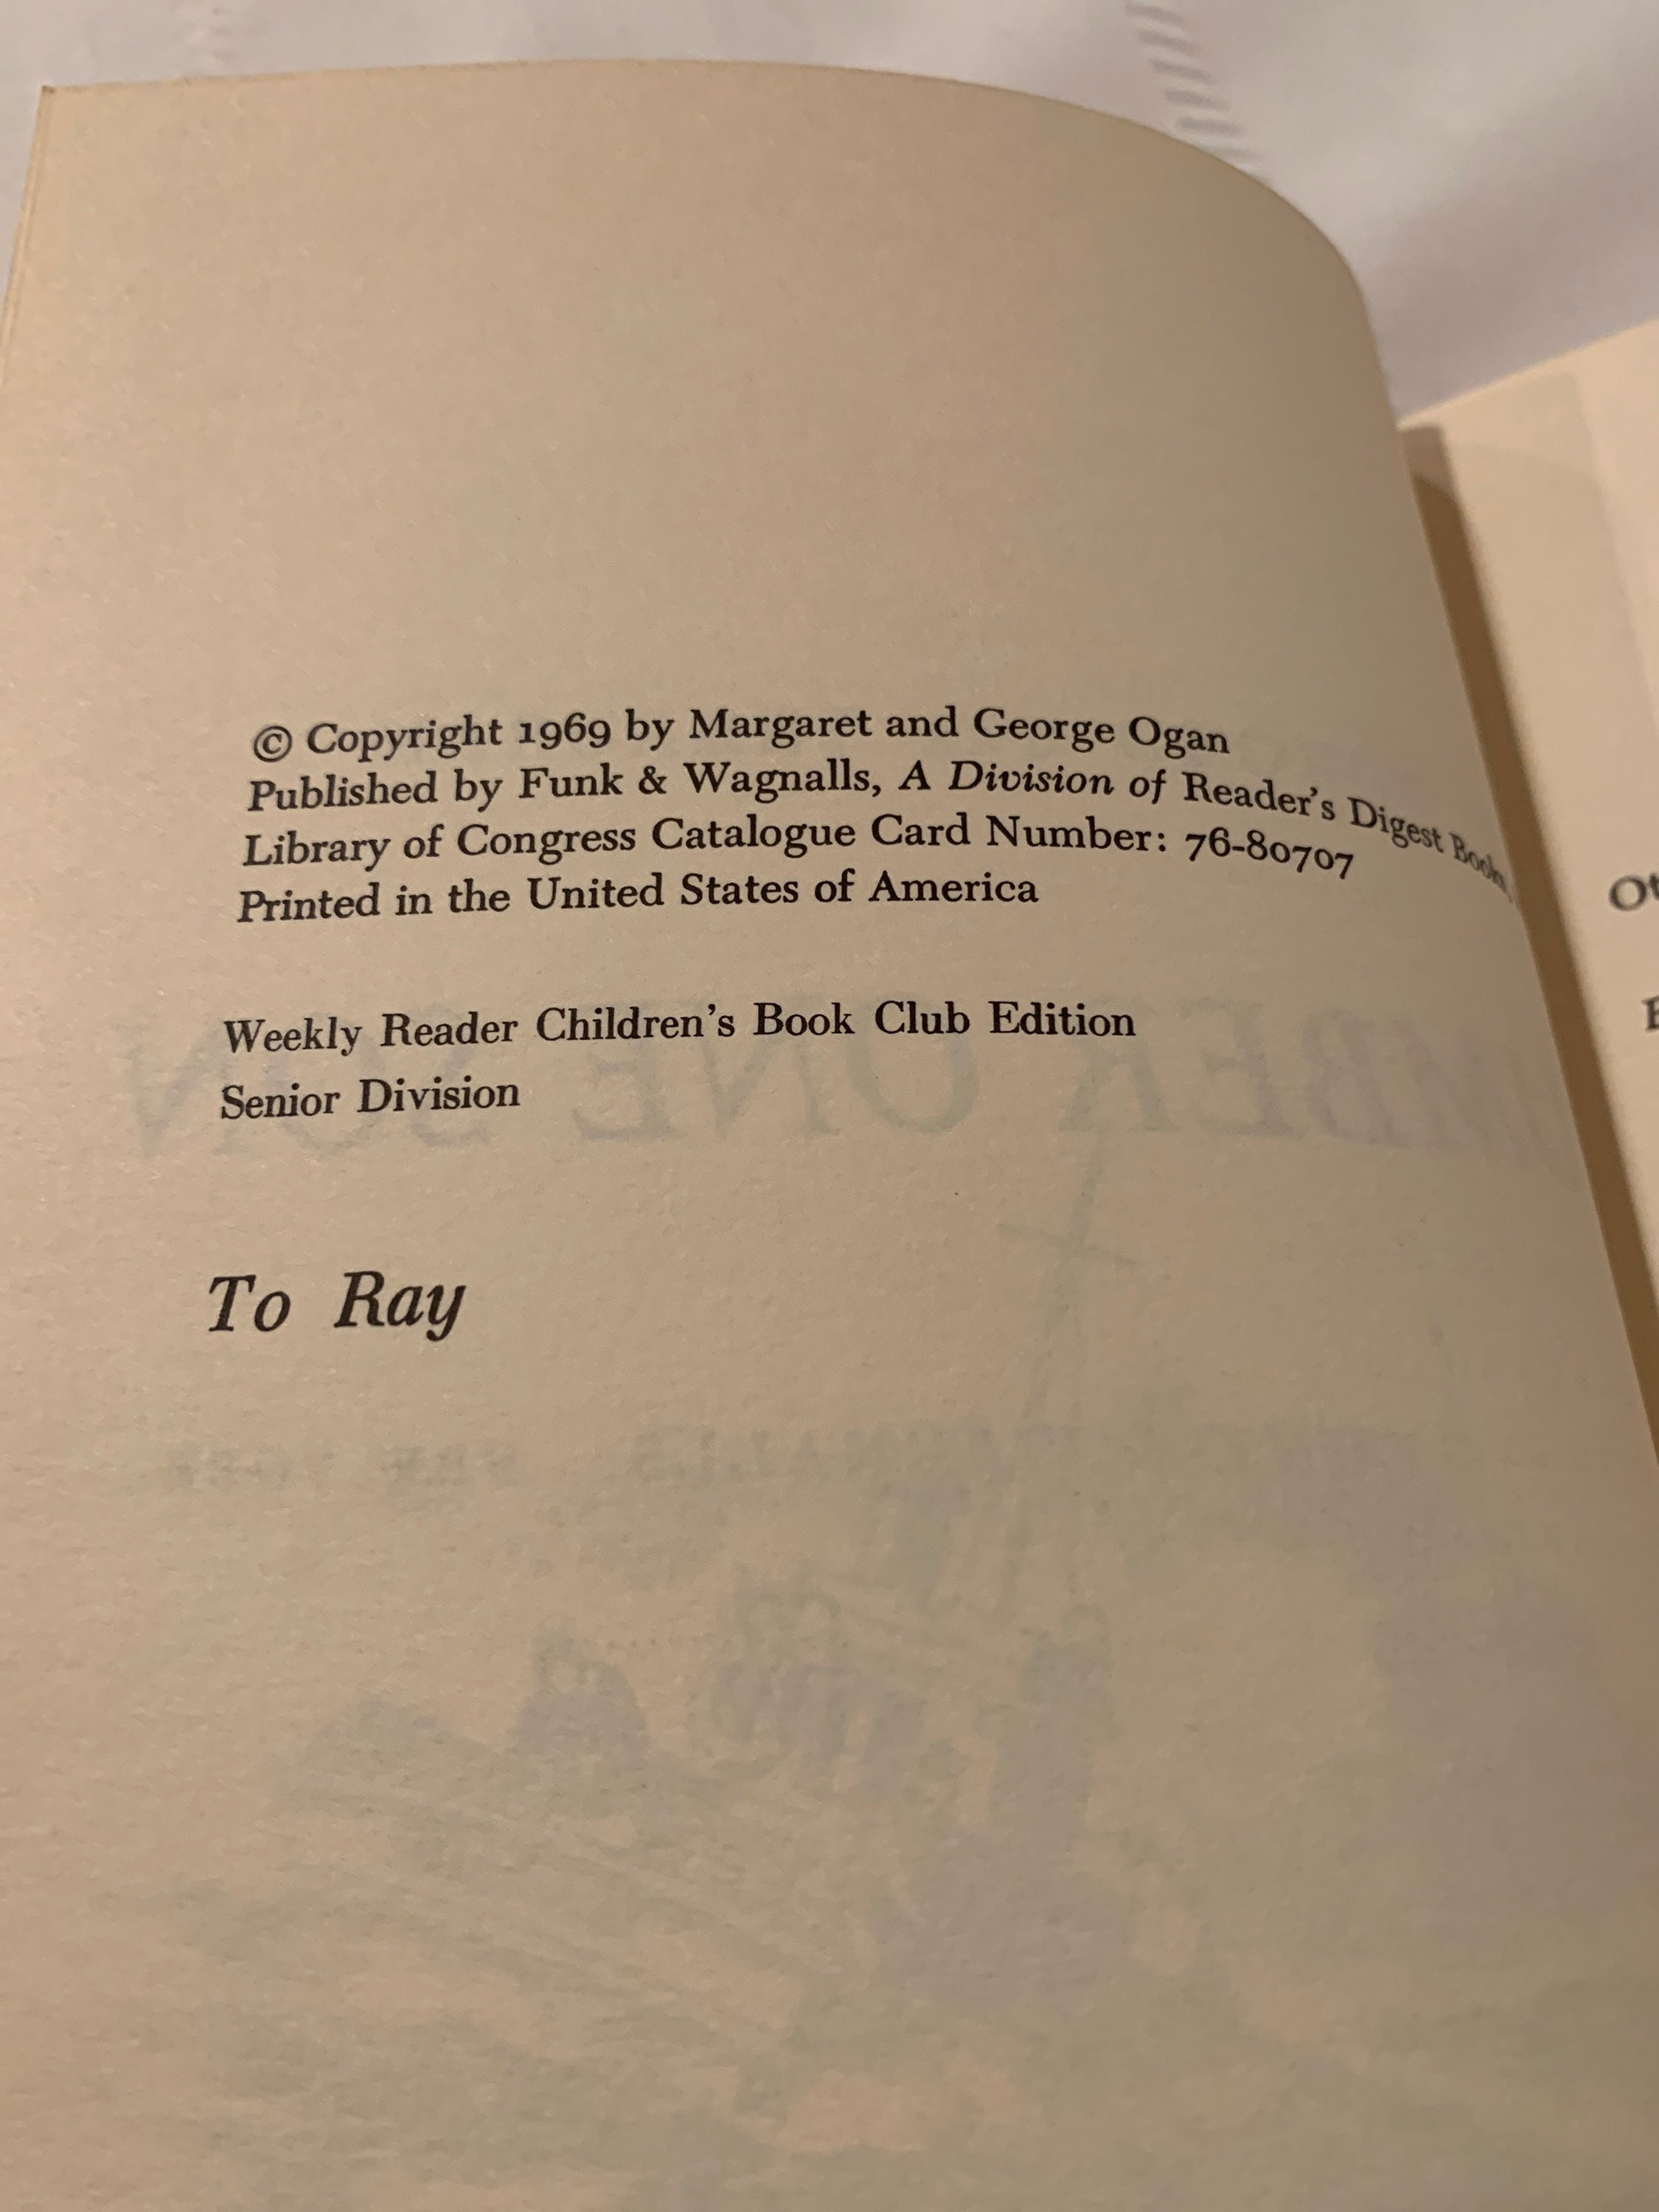 © Copyright 1969 by Margaret and George Ogan
Published by Funk & Wagnalls, A Division of Reader's Digest Books,
Library of Congress Catalogue Card Number: 76-80707
Printed in the United States of America
Weekly Reader Children's Book Club Edition
Senior Division
To Ray